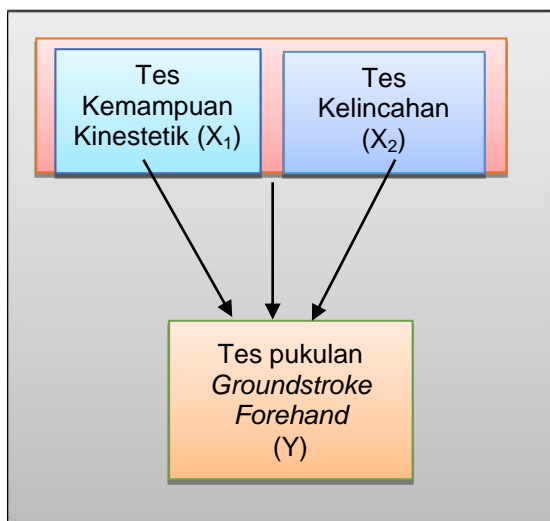 Tes
Kemampuan
Kinestetik (X₁)
Tes
Kelincahan
(X₂)
Tes pukulan
Groundstroke
Forehand
(Y)